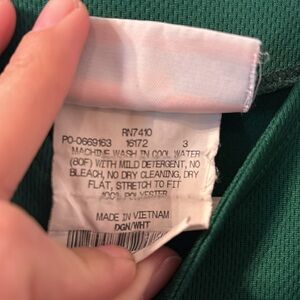 RN7410
PO-0669163 16172 3
MACHINE WASH IN COOL WATER
(80F) WITH MILD DETERGENT, NO
BLEACH, NO DRY CLEANING, DRY
FLAT, STRETCH TO FIT
100% POLYESTER
MADE IN VIETNAM
DGN/WHT